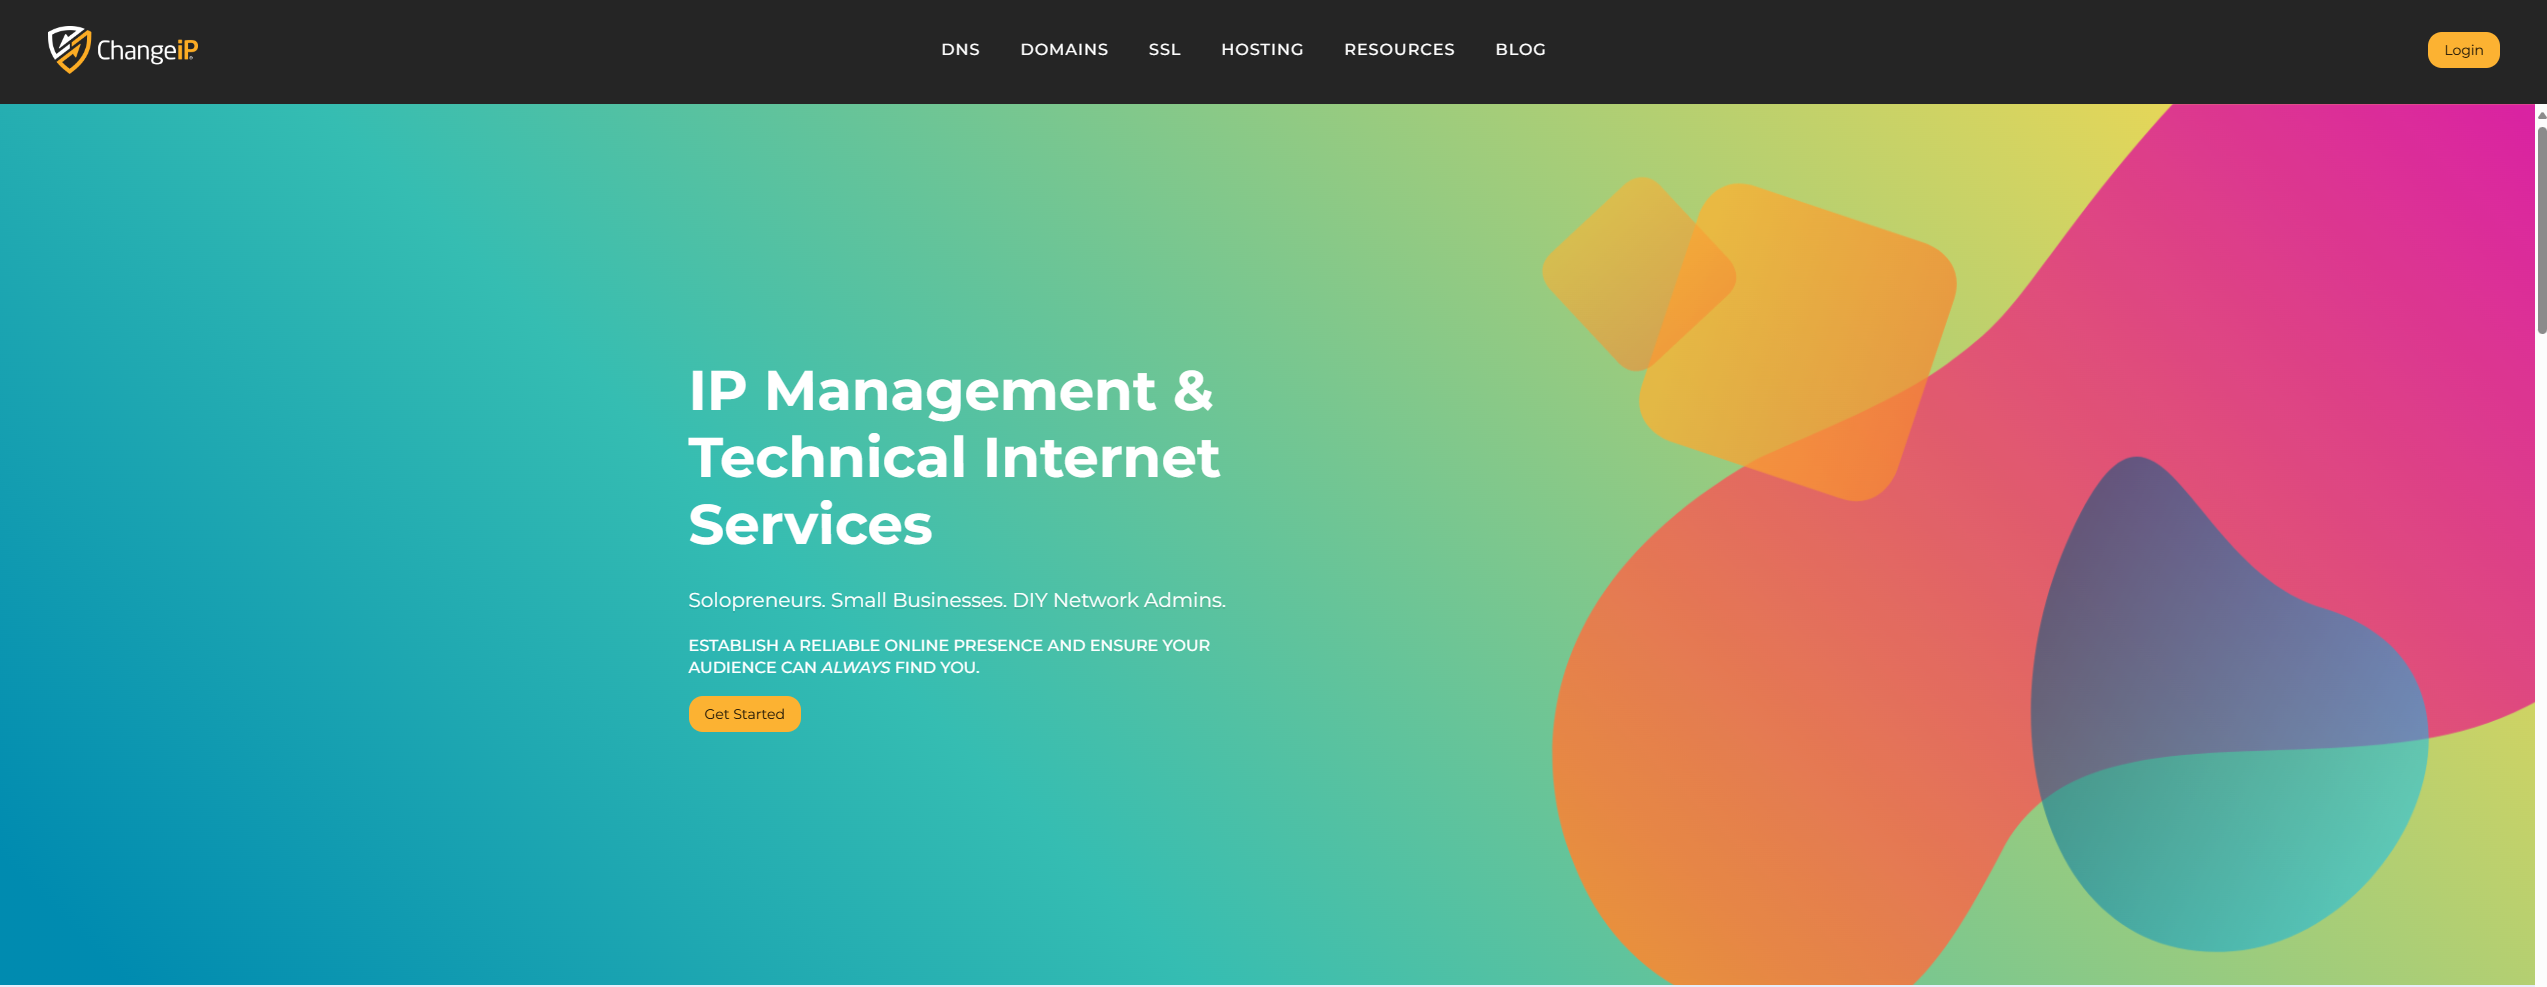 ChangeiP
DNS DOMAINS SSL HOSTING RESOURCES BLOG
Login
IP Management &
Technical Internet
Services
Solopreneurs. Small Businesses. DIY Network Admins.
ESTABLISH A RELIABLE ONLINE PRESENCE AND ENSURE YOUR
AUDIENCE CAN ALWAYS FIND YOU.
Get Started